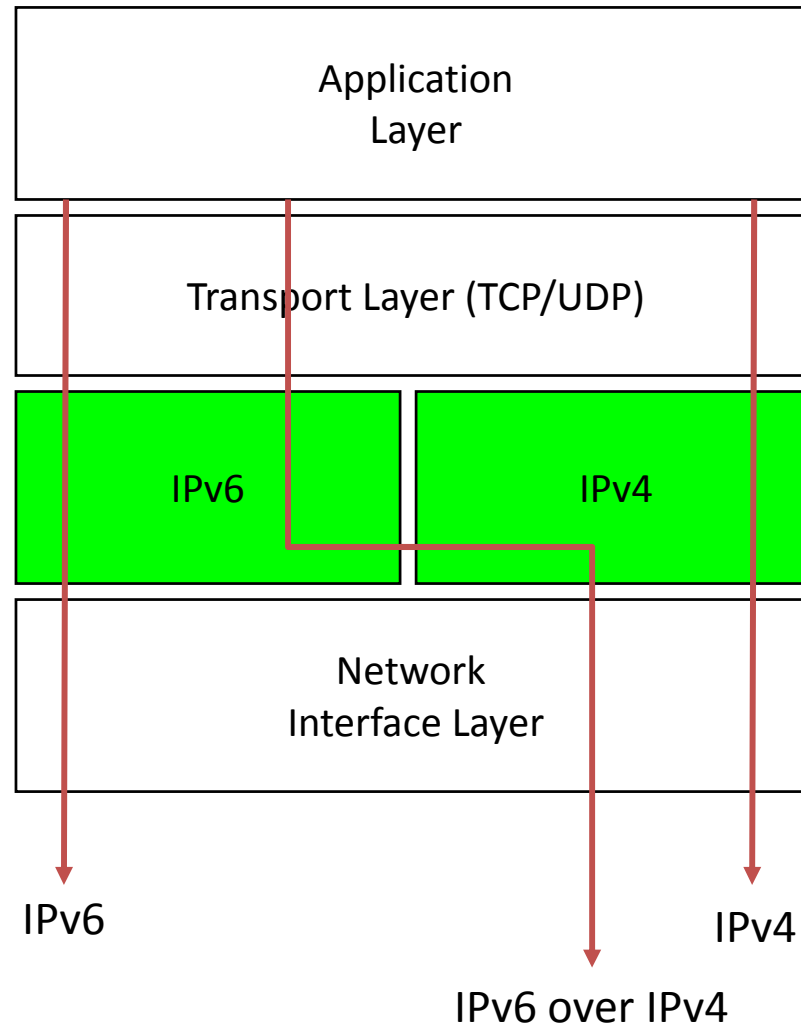 Application
Layer
Transport Layer (TCP/UDP)
IPv6
IPv4
Network
Interface Layer
IPv6
IPv4
IPv6 over IPv4